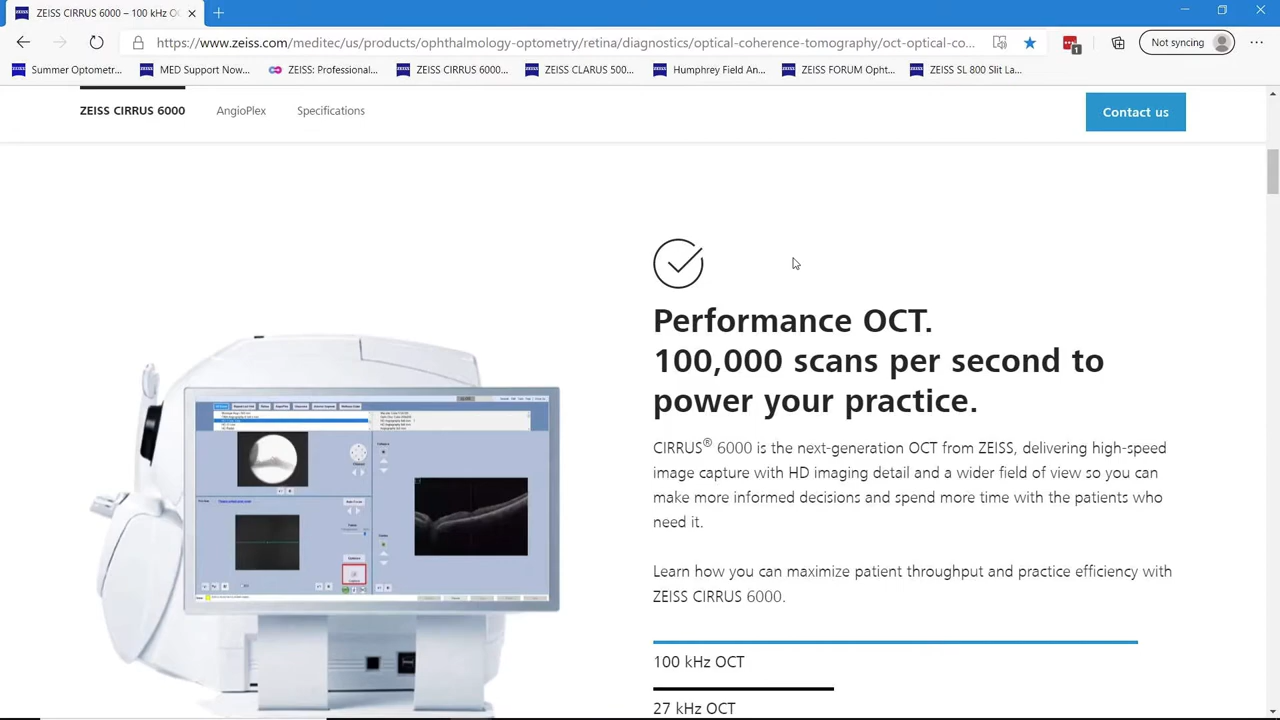 ZEISS CIRRUS 6000 – 100 kHz O
https://www.zeiss.com/meditec/us/products/ophthalmology-optometry/retina/diagnostics/optical-coherence-tomography/oct-optical-co...
1
Not syncing
Summer Optometr...
MED Support Now...
ZEISS: Professional...
ZEISS CIRRUS 6000...
ZEISS CLARUS 500...
Humphrey Field An...
ZEISS FORUM Opht...
ZEISS SL 800 Slit La...
ZEISS CIRRUS 6000
AngioPlex
Specifications
Contact us
Performance OCT.
100,000 scans per second to
power your practice.
CIRRUS® 6000 is the next-generation OCT from ZEISS, delivering high-speed
image capture with HD imaging detail and a wider field of view so you can
make more informed decisions and spend more time with the patients who
need it.
Learn how you can maximize patient throughput and practice efficiency with
ZEISS CIRRUS 6000.
100 kHz OCT
27 kHz OCT